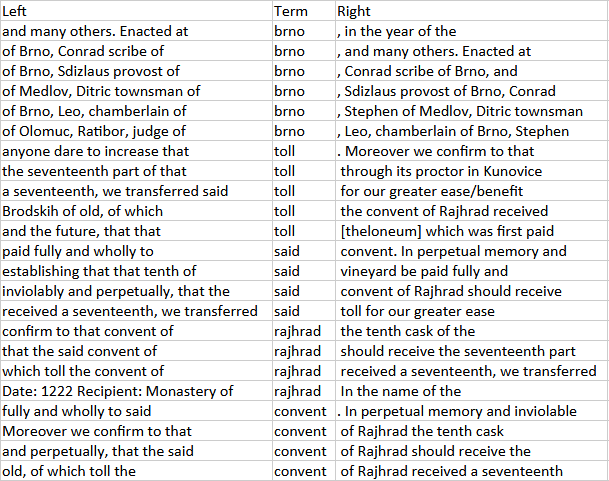 Left Term Right
and many others. Enacted at brno , in the year of the
of Brno, Conrad scribe of brno , and many others. Enacted at
of Brno, Sdizlaus provost of brno , Conrad scribe of Brno, and
of Medlov, Ditric townsman of brno , Sdizlaus provost of Brno, Conrad
of Brno, Leo, chamberlain of brno , Stephen of Medlov, Ditric townsman
of Olomuc, Ratibor, judge of brno , Leo, chamberlain of Brno, Stephen
anyone dare to increase that toll . Moreover we confirm to that
the seventeenth part of that toll through its proctor in Kunovice
a seventeenth, we transferred said toll for our greater ease/benefit
Brodskih of old, of which toll the convent of Rajhrad received
and the future, that that toll [theloneum] which was first paid
paid fully and wholly to said convent. In perpetual memory and
establishing that that tenth of said vineyard be paid fully and
inviolably and perpetually, that the said convent of Rajhrad should receive
received a seventeenth, we transferred said toll for our greater ease
confirm to that convent of rajhrad the tenth cask of the
that the said convent of rajhrad should receive the seventeenth part
which toll the convent of rajhrad received a seventeenth, we transferred
Date: 1222 Recipient: Monastery of rajhrad In the name of the
fully and wholly to said convent . In perpetual memory and inviolable
Moreover we confirm to that convent of Rajhrad the tenth cask
and perpetually, that the said convent of Rajhrad should receive the
old, of which toll the convent of Rajhrad received a seventeenth